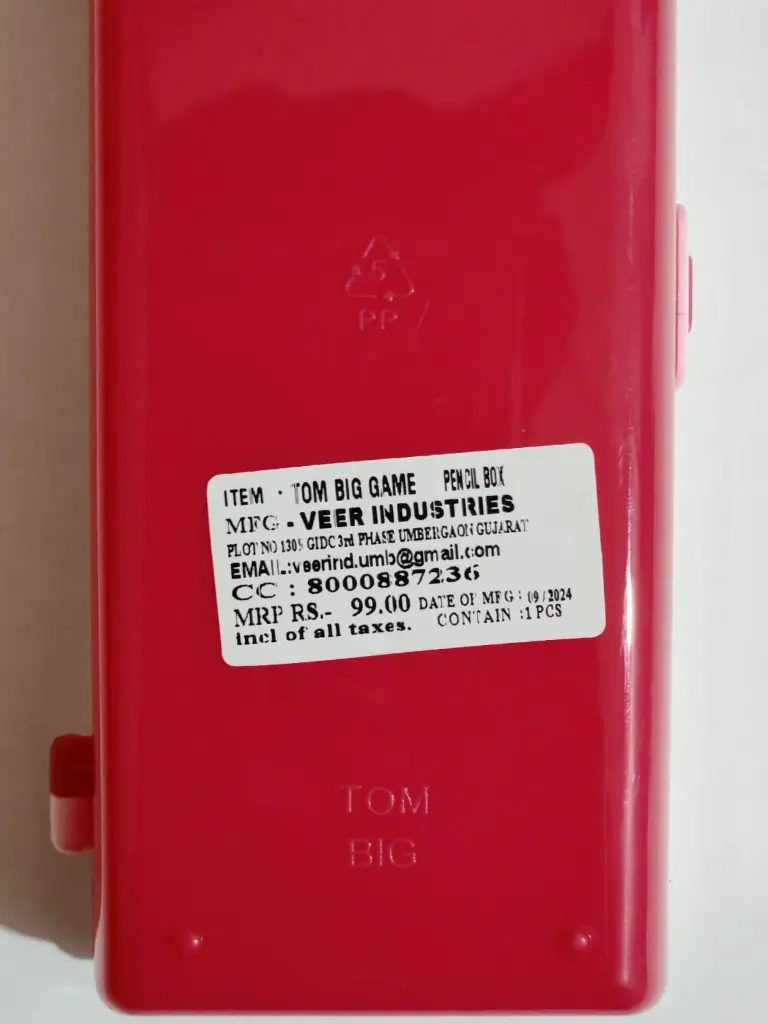 5
PP
ITEM : TOM BIG GAME PENCIL BOX
MFG - VEER INDUSTRIES
PLOT NO 1305 GIDC 3rd PHASE UMBERGAON GUJARAT
EMAIL.:veerind.umb@gmail.com
CC : 8000887236
MRP RS.- 99.00 DATE OF MFG : 09/2024
incl of all taxes. CONTAIN :1 PCS
TOM
BIG